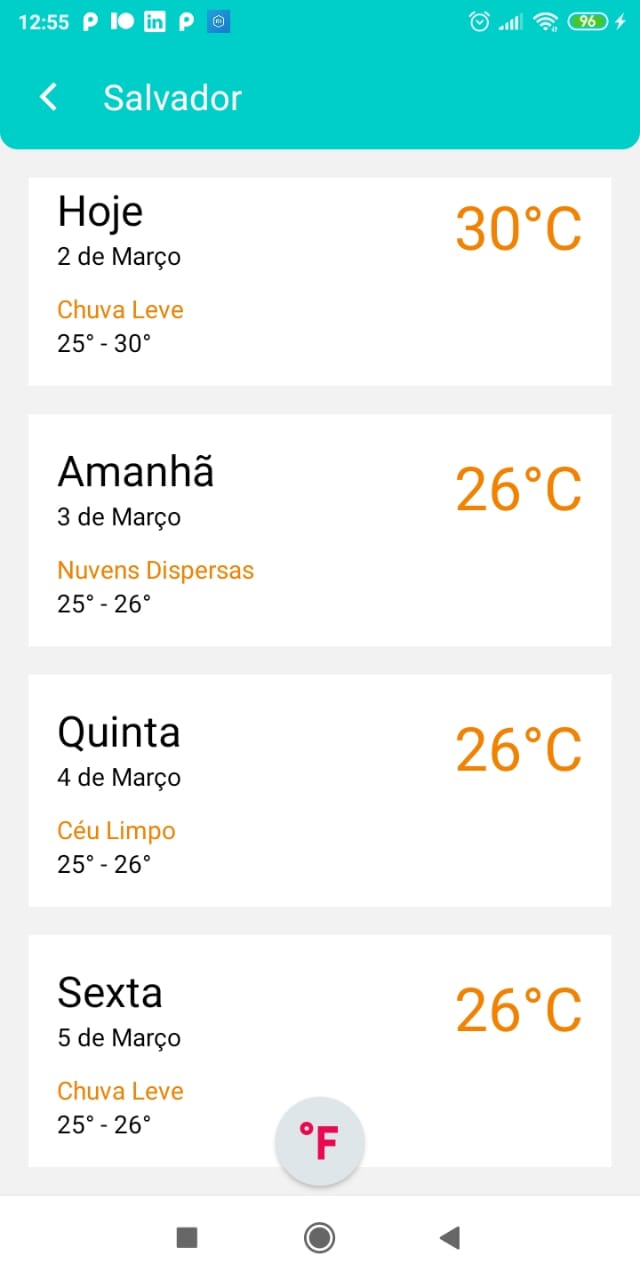 12:55
in
96
Salvador
Hoje
30°C
2 de Março
Chuva Leve
25° - 30°
Amanhã
26°C
3 de Março
Nuvens Dispersas
25° - 26°
Quinta
26°C
4 de Março
Céu Limpo
25° - 26°
Sexta
26°C
5 de Março
Chuva Leve
25° - 26°
°F